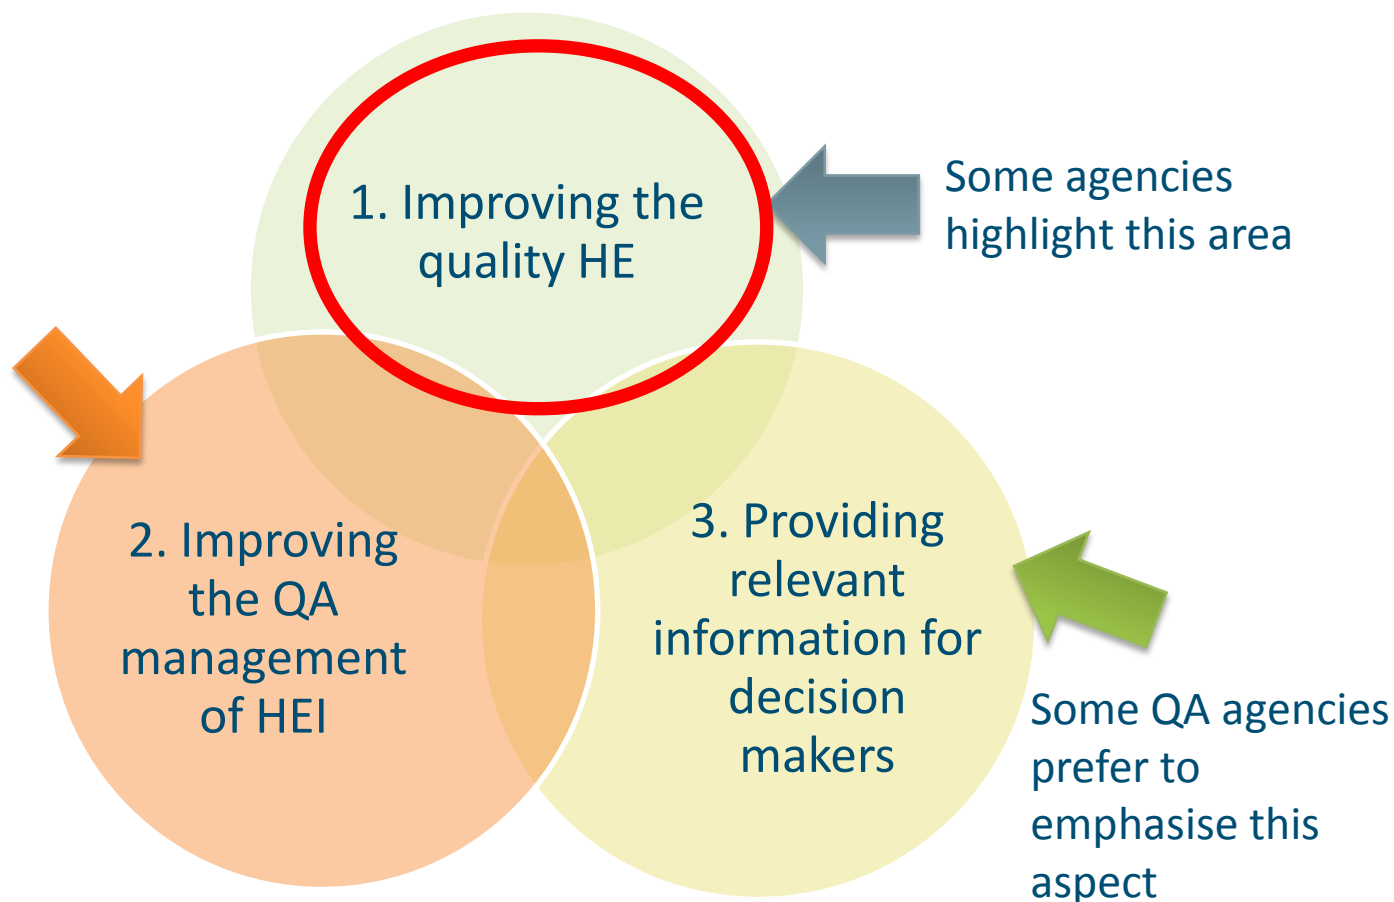 1. Improving the
quality HE
Some agencies
highlight this area
2. Improving
the QA
management
of HEI
3. Providing
relevant
information for
decision
makers
Some QA agencies
prefer to
emphasise this
aspect